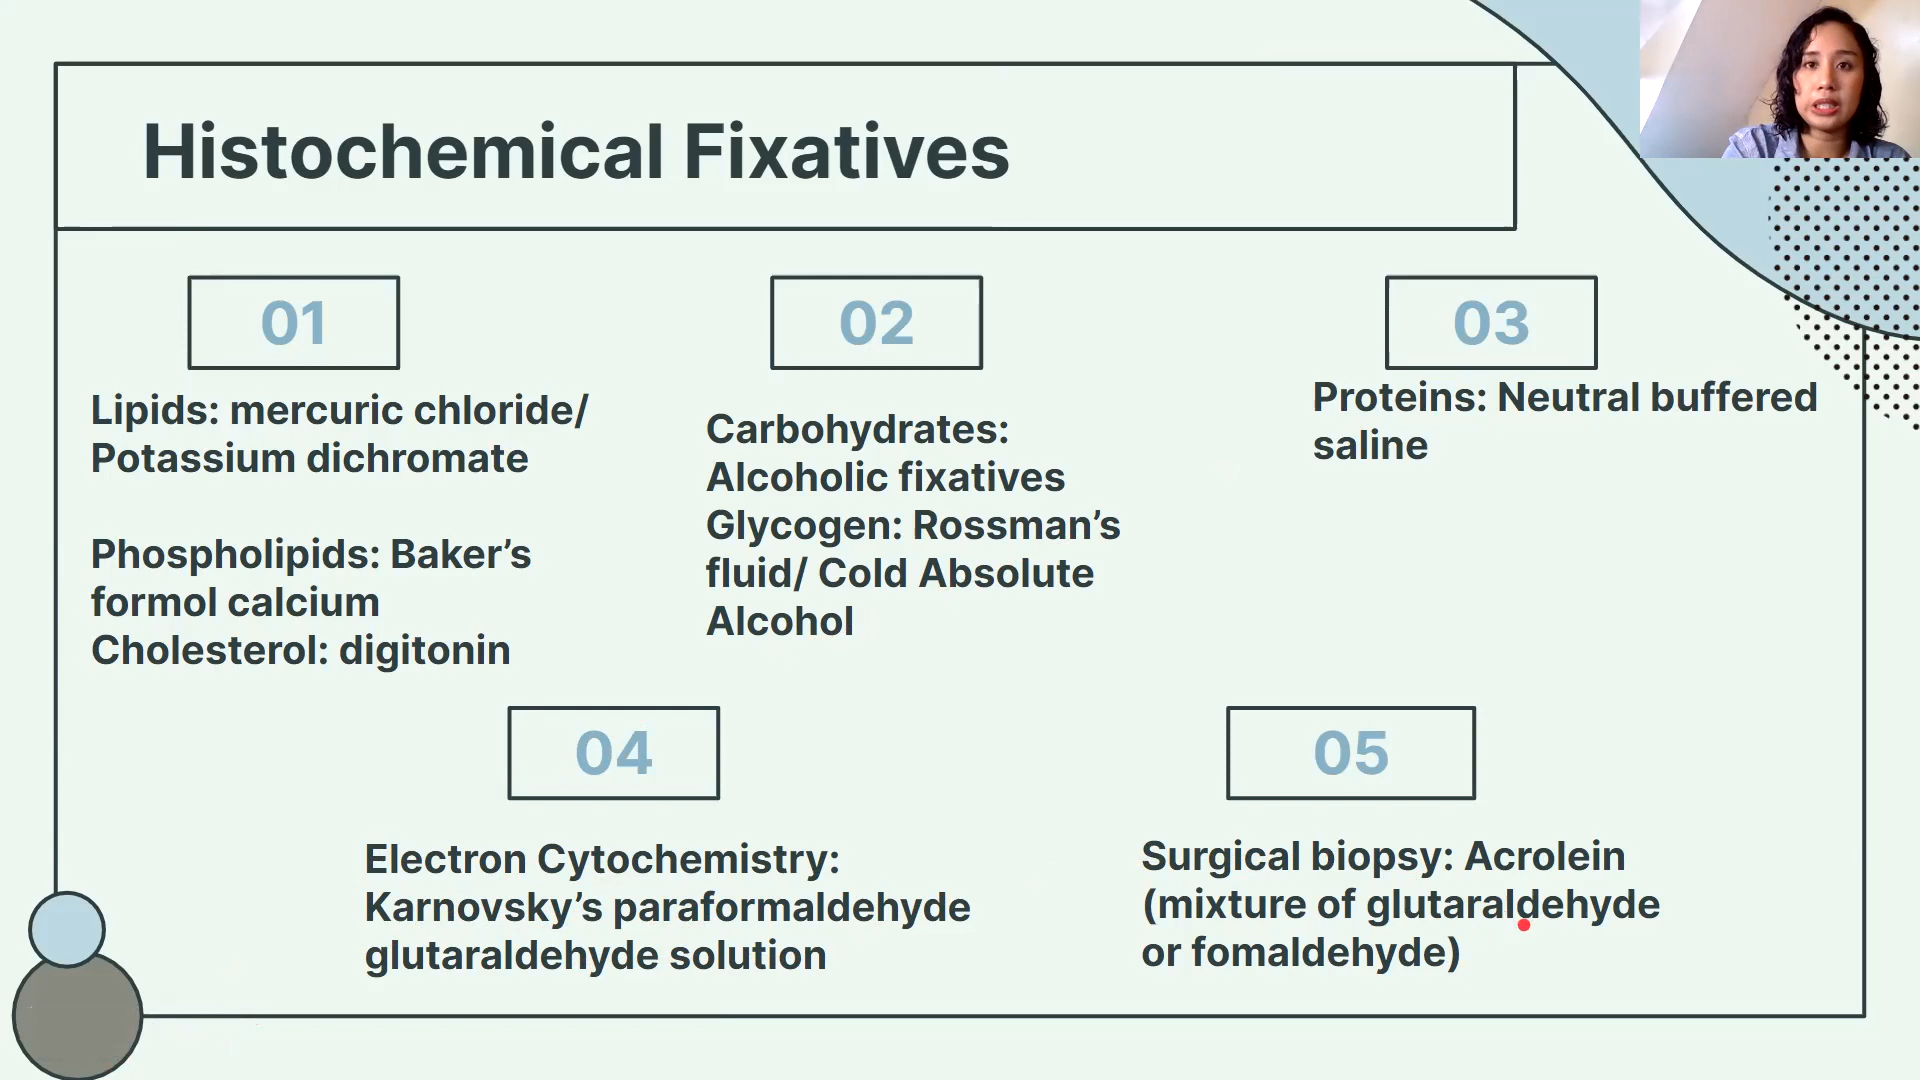 Histochemical Fixatives
01
Lipids: mercuric chloride/
Potassium dichromate
Phospholipids: Baker’s
formol calcium
Cholesterol: digitonin
02
Carbohydrates:
Alcoholic fixatives
Glycogen: Rossman’s
fluid/ Cold Absolute
Alcohol
03
Proteins: Neutral buffered
saline
04
Electron Cytochemistry:
Karnovsky’s paraformaldehyde
glutaraldehyde solution
05
Surgical biopsy: Acrolein
(mixture of glutaraldehyde
or fomaldehyde)